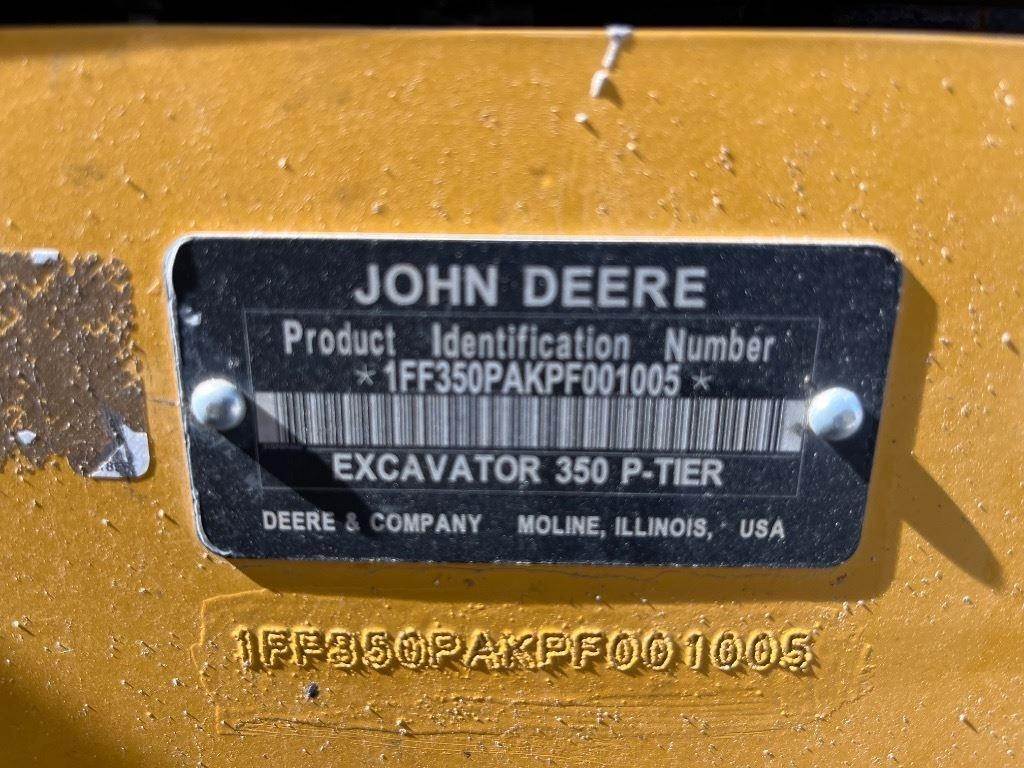 JOHN DEERE
Product Identification Number
*1FF350PAKPF001005*
EXCAVATOR 350 P-TIER
DEERE & COMPANY MOLINE, ILLINOIS, USA
1FF350PAKPF001005